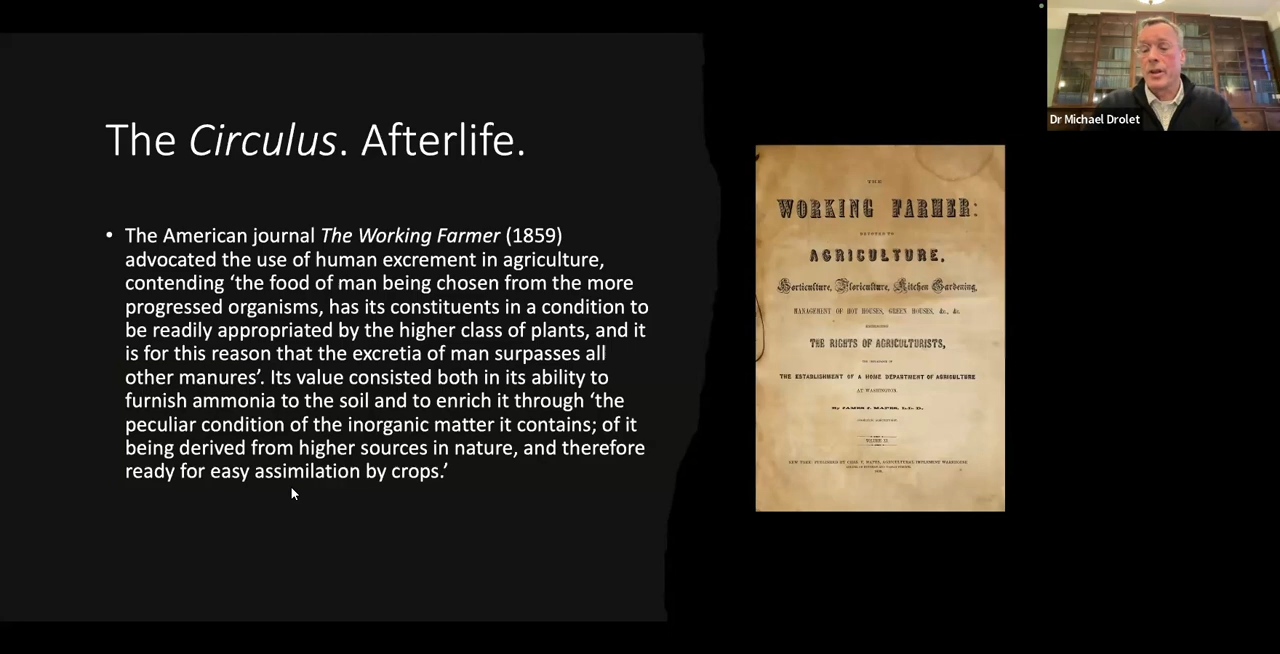 The Circulus. Afterlife.
• The American journal The Working Farmer (1859)
advocated the use of human excrement in agriculture,
contending ‘the food of man being chosen from the more
progressed organisms, has its constituents in a condition to
be readily appropriated by the higher class of plants, and it
is for this reason that the excretia of man surpasses all
other manures’. Its value consisted both in its ability to
furnish ammonia to the soil and to enrich it through ‘the
peculiar condition of the inorganic matter it contains; of it
being derived from higher sources in nature, and therefore
ready for easy assimilation by crops.’
THE
WORKING FARMER:
DEVOTED TO
AGRICULTURE,
Horticulture, Floriculture, Kitchen Gardening,
MANAGEMENT OF HOT HOUSES, GREEN HOUSES, &c., &c.
THE RIGHTS OF AGRICULTURISTS,
THE ESTABLISHMENT OF A HOME DEPARTMENT OF AGRICULTURE
AT WASHINGTON.
By JAMES J. MAPES, LL. D.,
Dr Michael Drolet